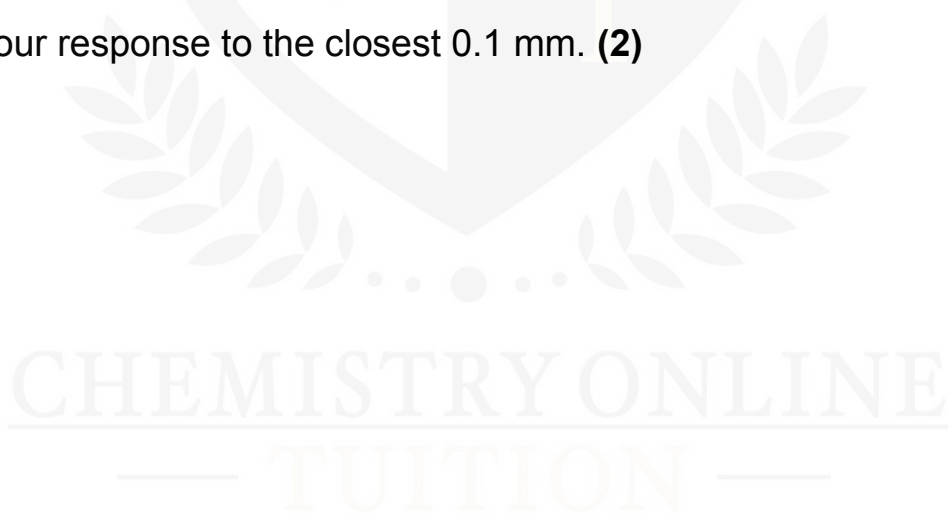 our response to the closest 0.1 mm. (2)
CHEMISTRY ONLINE
TUITION